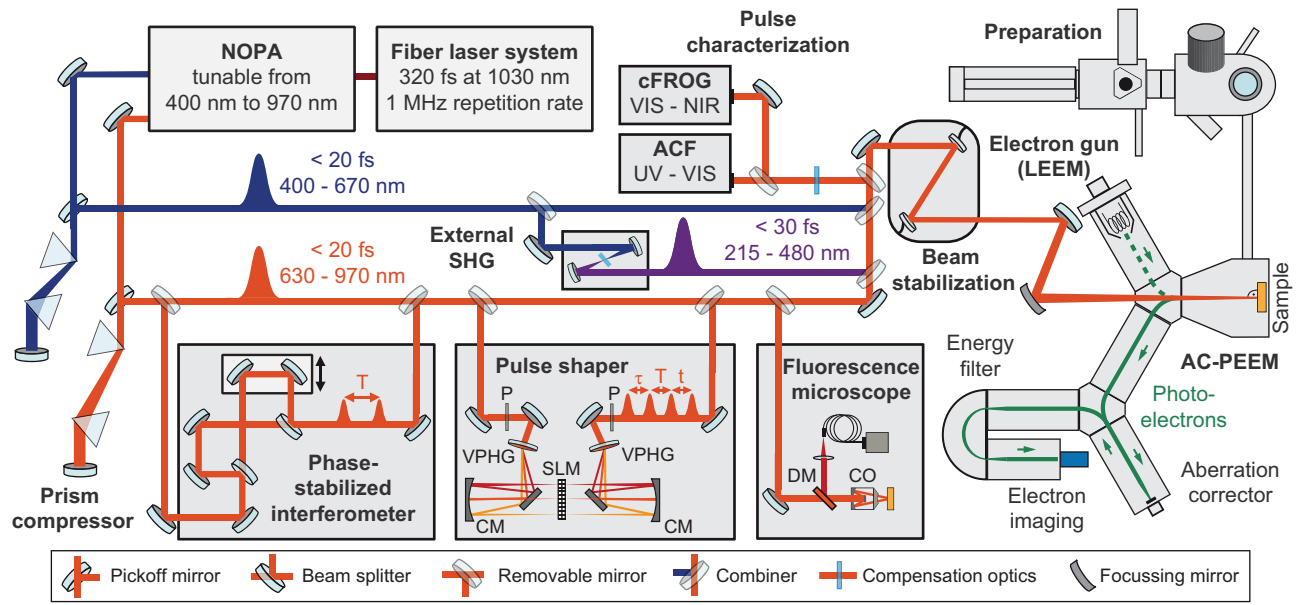 NOPA
tunable from
400 nm to 970 nm
Fiber laser system
320 fs at 1030 nm
1 MHz repetition rate
Pulse
characterization
cFROG
VIS - NIR
ACF
UV - VIS
Preparation
Electron gun
(LEEM)
< 20 fs
400 - 670 nm
External
SHG
< 30 fs
215 - 480 nm
Beam
stabilization
< 20 fs
630 - 970 nm
Sample
AC-PEEM
Energy
filter
Photo-
electrons
Aberration
corrector
Electron
imaging
Prism
compressor
T
Phase-
stabilized
interferometer
Pulse shaper
P
τ
T
t
P
VPHG
SLM
VPHG
CM
CM
Fluorescence
microscope
DM
CO
Pickoff mirror
Beam splitter
Removable mirror
Combiner
Compensation optics
Focussing mirror